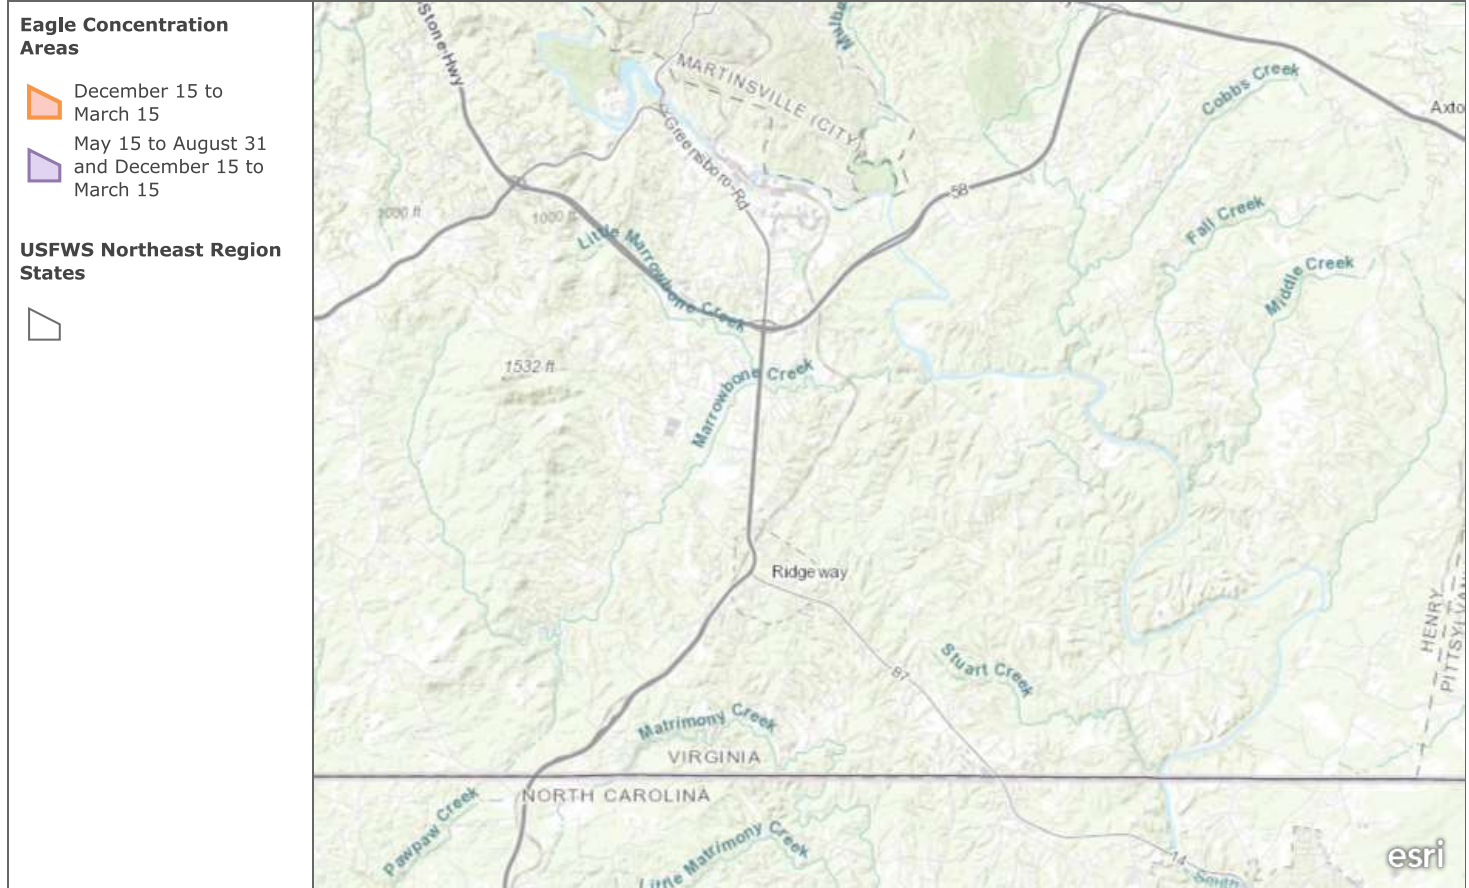 Eagle Concentration
Areas
December 15 to
March 15
May 15 to August 31
and December 15 to
March 15
USFWS Northeast Region
States
Stone Hwy
MARTINSVILLE (CITY)
Cobbs Creek
Axto
Greensboro Rd
58
1000 ft
1000 ft
Fall Creek
Little Marrowbone Creek
Middle Creek
1532 ft
Marrowbone Creek
Ridgeway
HENRY
Stuart Creek
87
Matrimony Creek
VIRGINIA
NORTH CAROLINA
Pawpaw Creek
Little Matrimony Creek
14
Smith
esri